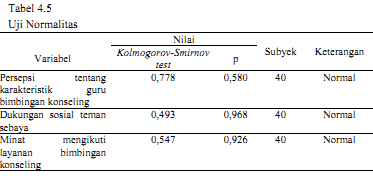 Tabel 4.5
Uji Normalitas
Variabel Nilai Subyek Keterangan
Kolmogorov-Smirnov test p
Persepsi tentang karakteristik guru bimbingan konseling 0,778 0,580 40 Normal
Dukungan sosial teman sebaya 0,493 0,968 40 Normal
Minat mengikuti layanan bimbingan konseling 0,547 0,926 40 Normal